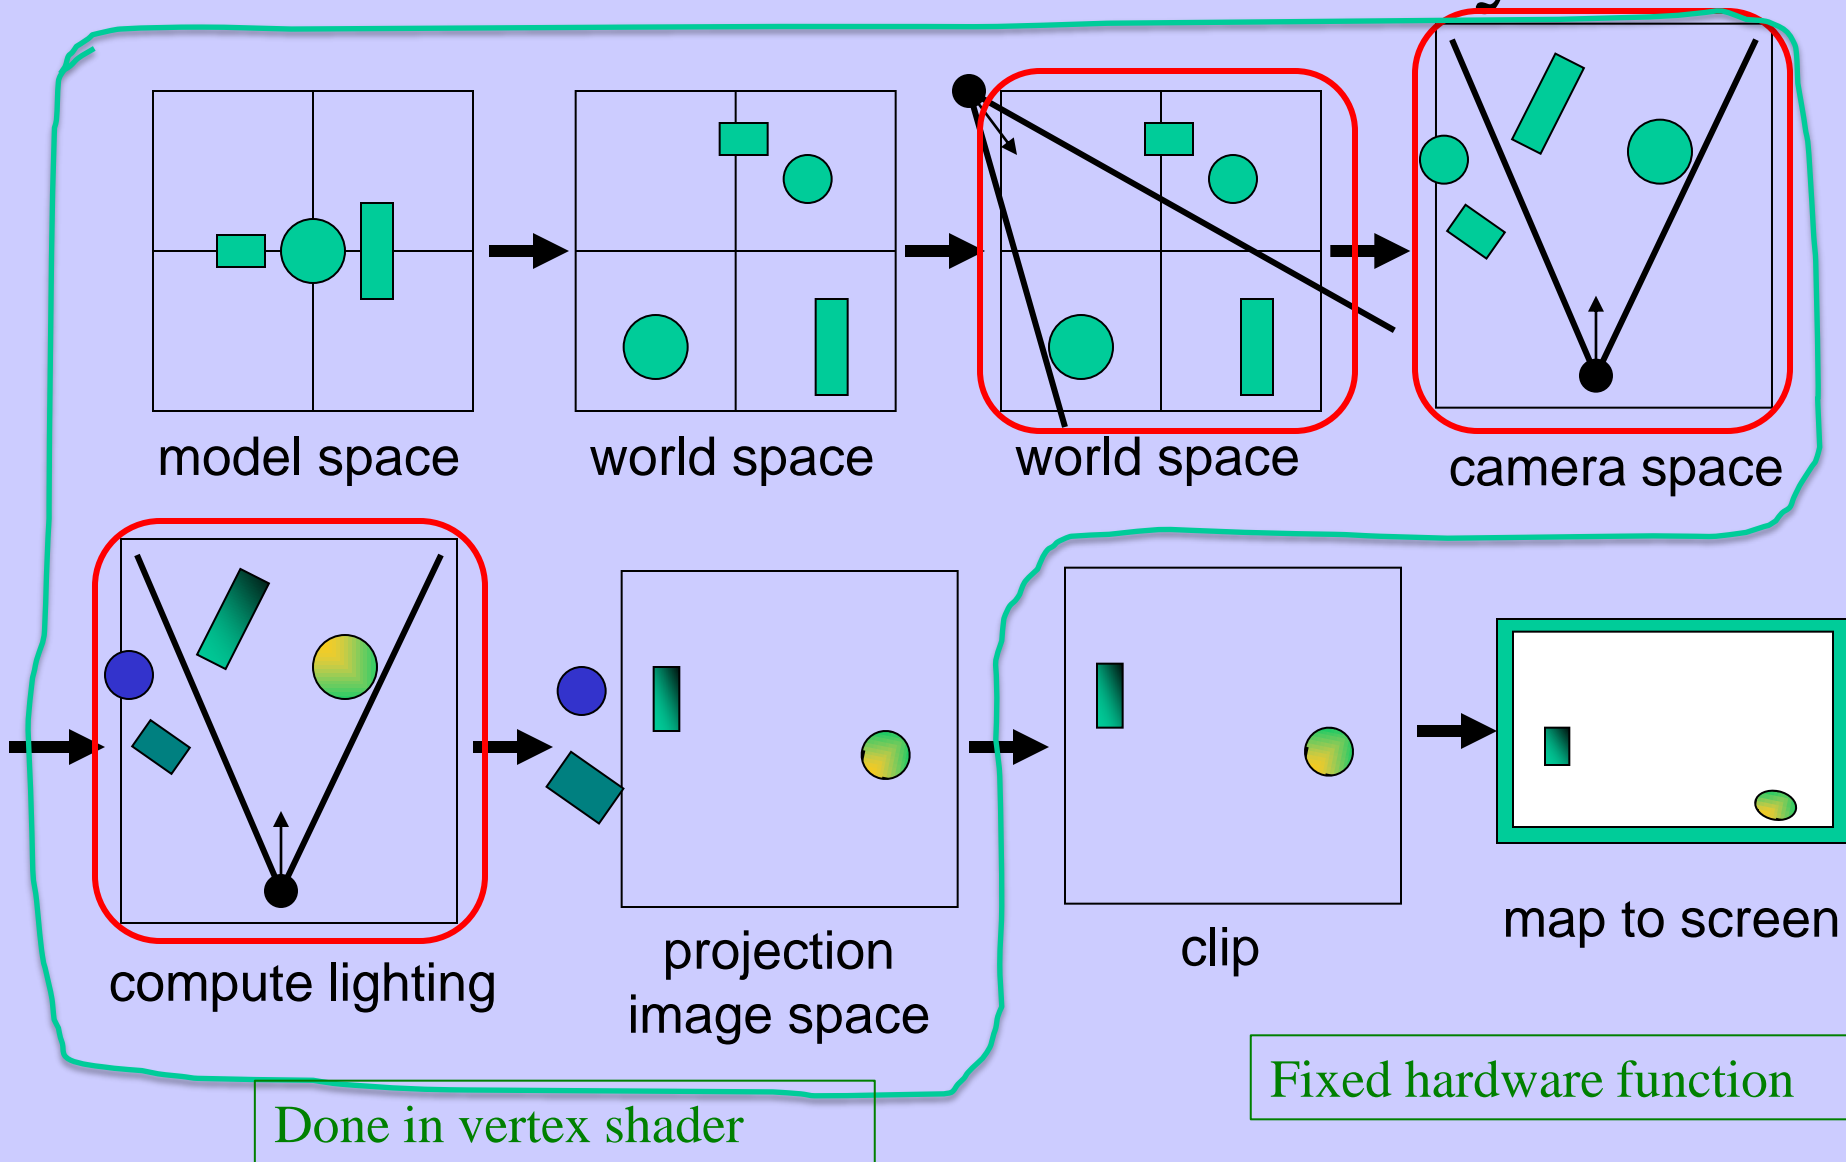 model space
world space
world space
camera space
compute lighting
projection
image space
clip
map to screen
Done in vertex shader
Fixed hardware function